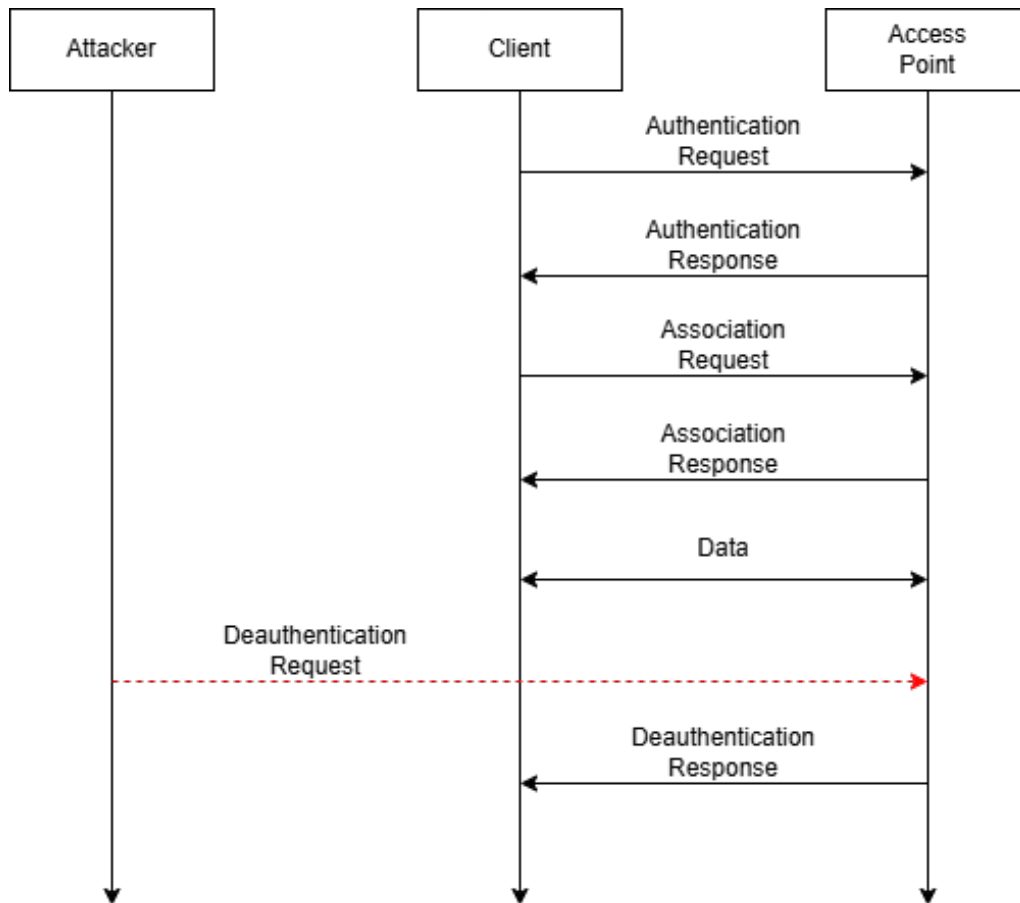 Attacker
Client
Access
Point
Authentication
Request
Authentication
Response
Association
Request
Association
Response
Data
Deauthentication
Request
Deauthentication
Response